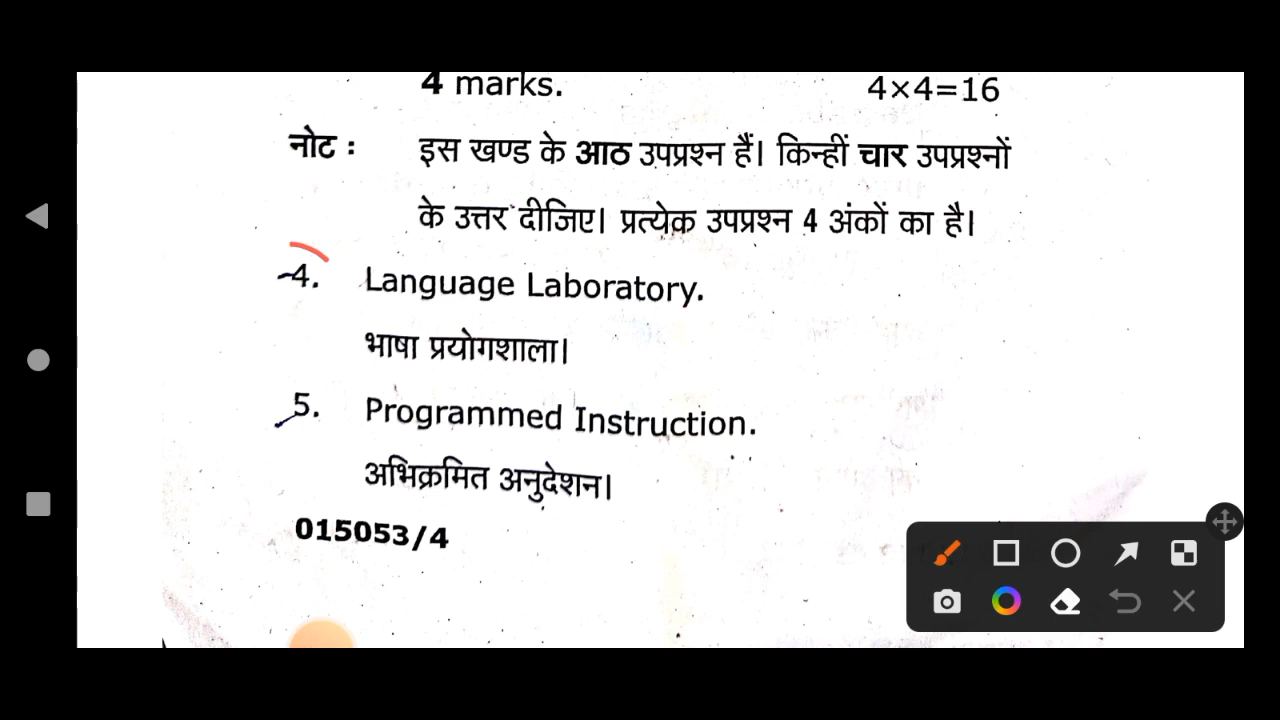 4 marks. 4×4=16
नोट : इस खण्ड के आठ उपप्रश्न हैं। किन्हीं चार उपप्रश्नों
के उत्तर दीजिए। प्रत्येक उपप्रश्न 4 अंकों का है।
4. Language Laboratory.
भाषा प्रयोगशाला।
5. Programmed Instruction.
अभिक्रमित अनुदेशन।
015053/4